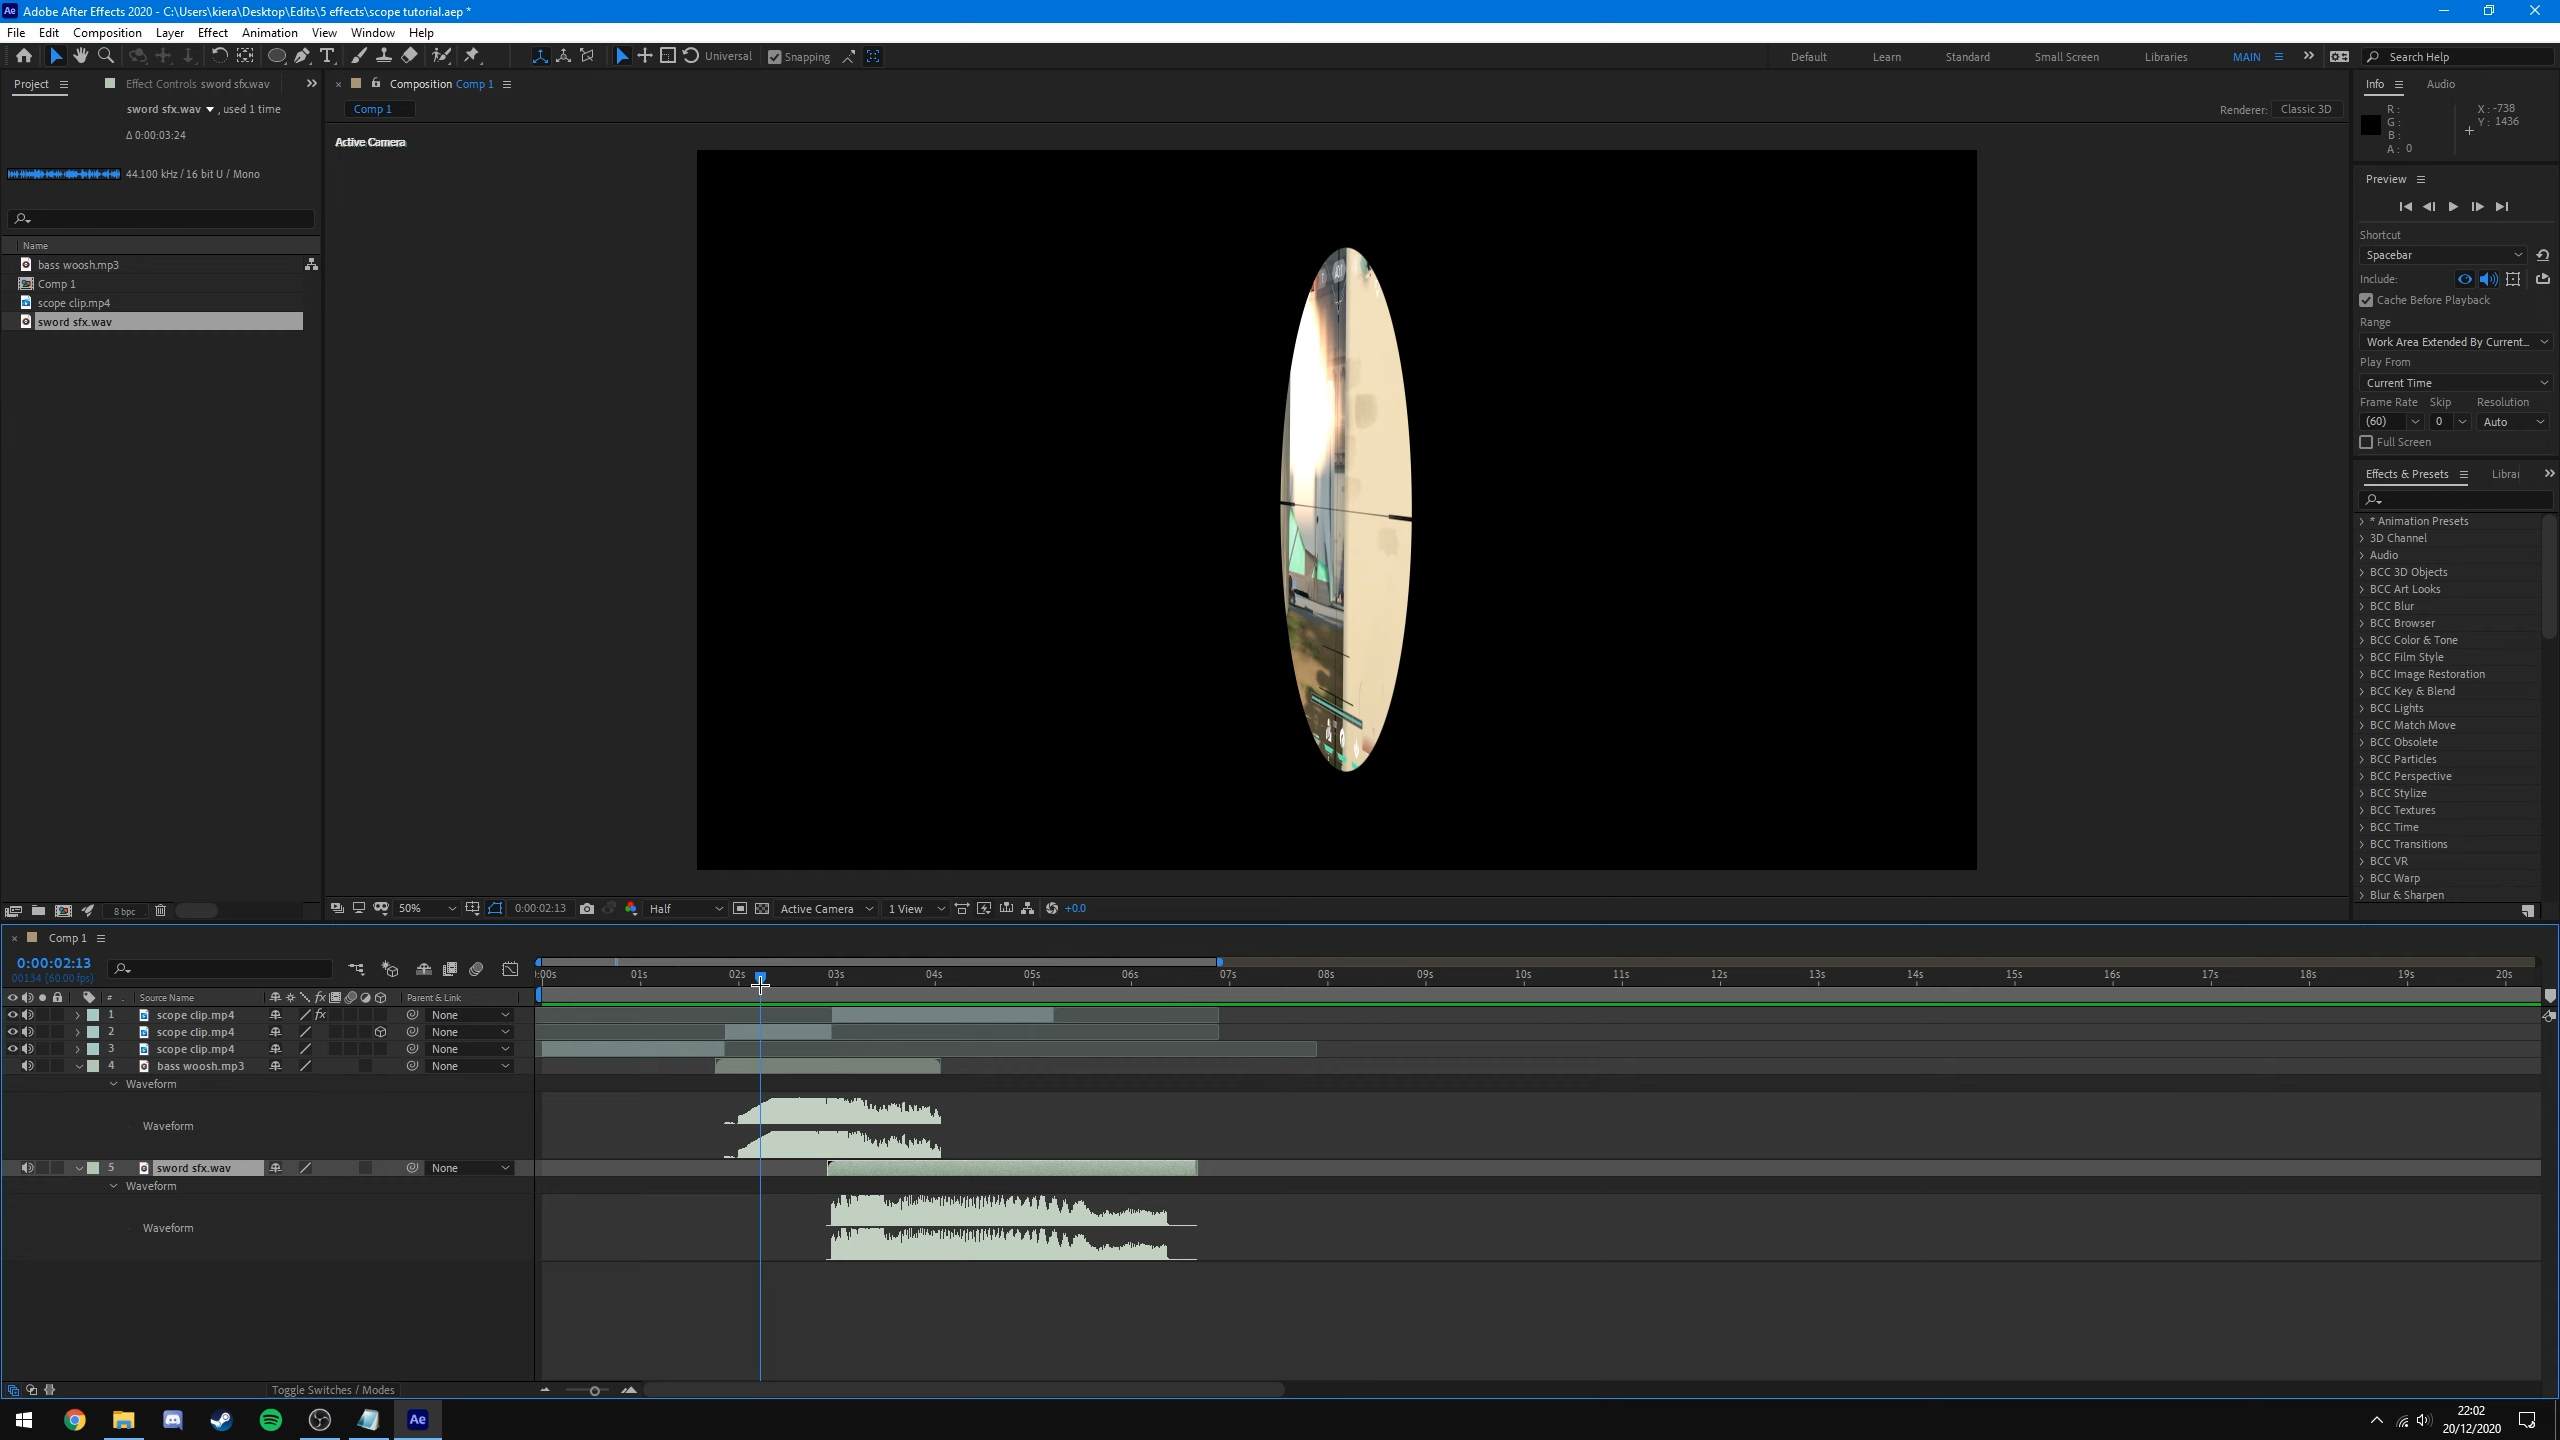 Adobe After Effects 2020 - C:\Users\kiera\Desktop\Edits\5 effects\scope tutorial.aep *
File Edit Composition Layer Effect Animation View Window Help
Universal Snapping Default Learn Standard Small Screen Libraries MAIN Search Help
Project Effect Controls sword sfx.wav
sword sfx.wav , used 1 time
Δ 0:00:03:24
44.100 kHz / 16 bit U / Mono
Name
bass woosh.mp3
Comp 1
scope clip.mp4
sword sfx.wav
8 bpc
Composition Comp 1
Comp 1
Renderer: Classic 3D
Active Camera
50% 0:00:02:13 Half Active Camera 1 View +0.0
Info Audio
R :
G :
B :
A : 0
X : -738
Y : 1436
Preview
Shortcut
Spacebar
Include:
Cache Before Playback
Range
Work Area Extended By Current...
Play From
Current Time
Frame Rate Skip Resolution
(60) 0 Auto
Full Screen
Effects & Presets Librai
* Animation Presets
3D Channel
Audio
BCC 3D Objects
BCC Art Looks
BCC Blur
BCC Browser
BCC Color & Tone
BCC Film Style
BCC Image Restoration
BCC Key & Blend
BCC Lights
BCC Match Move
BCC Obsolete
BCC Particles
BCC Perspective
BCC Stylize
BCC Textures
BCC Time
BCC Transitions
BCC VR
BCC Warp
Blur & Sharpen
Comp 1
0:00:02:13
00134 (60.00 fps)
:00s 01s 02s 03s 04s 05s 06s 07s 08s 09s 10s 11s 12s 13s 14s 15s 16s 17s 18s 19s 20s
# Source Name fx Parent & Link
1 scope clip.mp4 fx None
2 scope clip.mp4 None
3 scope clip.mp4 None
4 bass woosh.mp3 None
Waveform
Waveform
5 sword sfx.wav None
Waveform
Waveform
Toggle Switches / Modes
Ae
22:02
20/12/2020